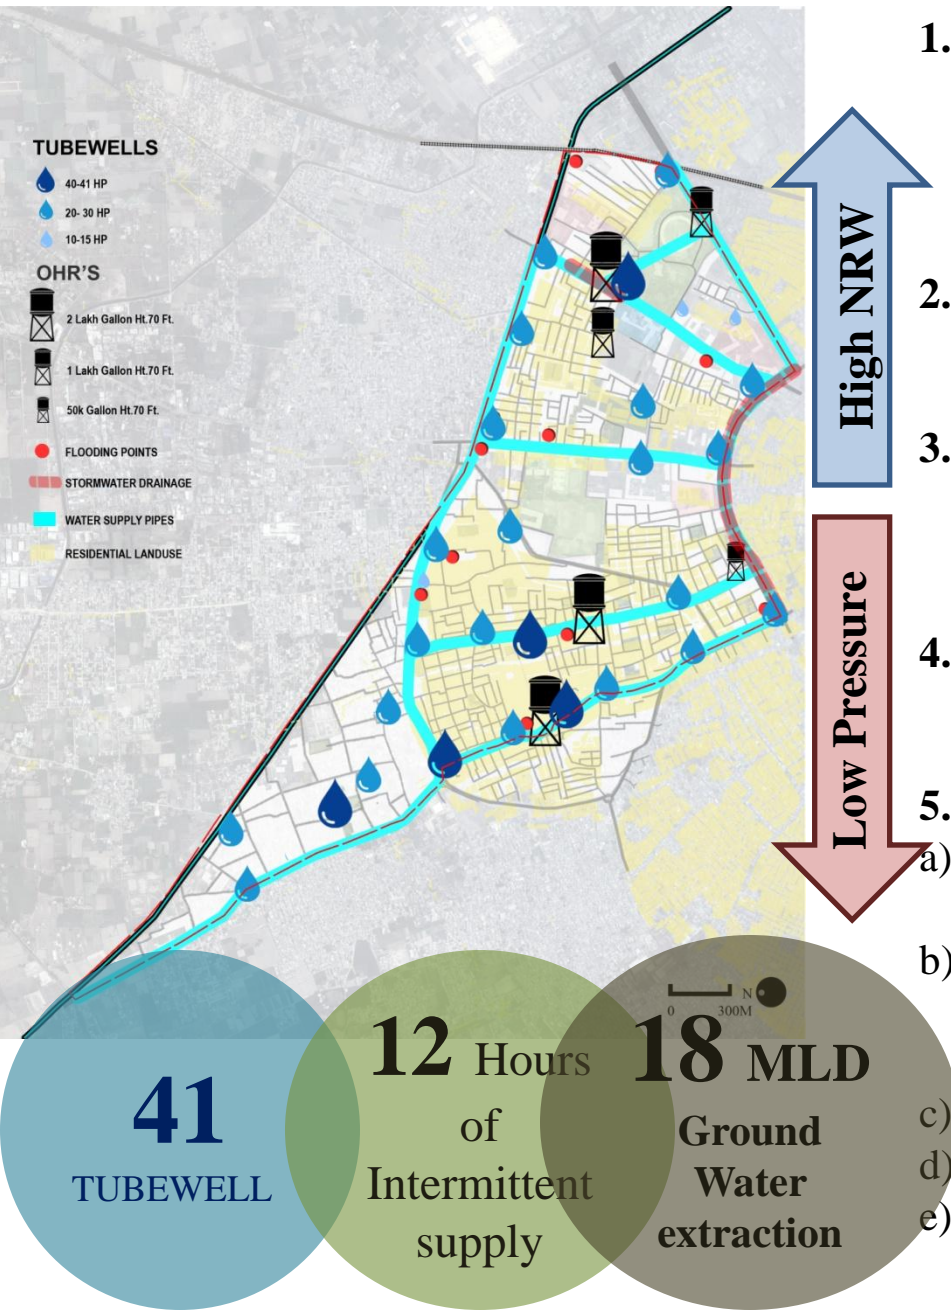 TUBEWELLS
40-41 HP
20- 30 HP
10-15 HP
OHR'S
2 Lakh Gallon Ht.70 Ft.
1 Lakh Gallon Ht.70 Ft.
50k Gallon Ht.70 Ft.
FLOODING POINTS
STORMWATER DRAINAGE
WATER SUPPLY PIPES
RESIDENTIAL LANDUSE
High NRW
Low Pressure
1.
2.
3.
4.
5.
a)
b)
c)
d)
e)
N
0 300M
41
TUBEWELL
12 Hours
of
Intermittent
supply
18 MLD
Ground
Water
extraction